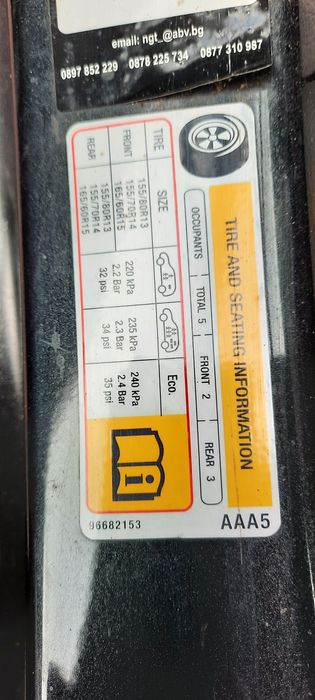 email: ngt_@abv.bg
0897 852 229 0878 225 734 0877 310 987
TIRE AND SEATING INFORMATION
OCCUPANTS TOTAL 5 FRONT 2 REAR 3
TIRE SIZE Eco.
FRONT 155/80R13 155/70R14 165/60R15
REAR 155/80R13 155/70R14 165/60R15
220 kPa 2.2 Bar 32 psi
235 kPa 2.3 Bar 34 psi
240 kPa 2.4 Bar 35 psi
96682153
AAA5